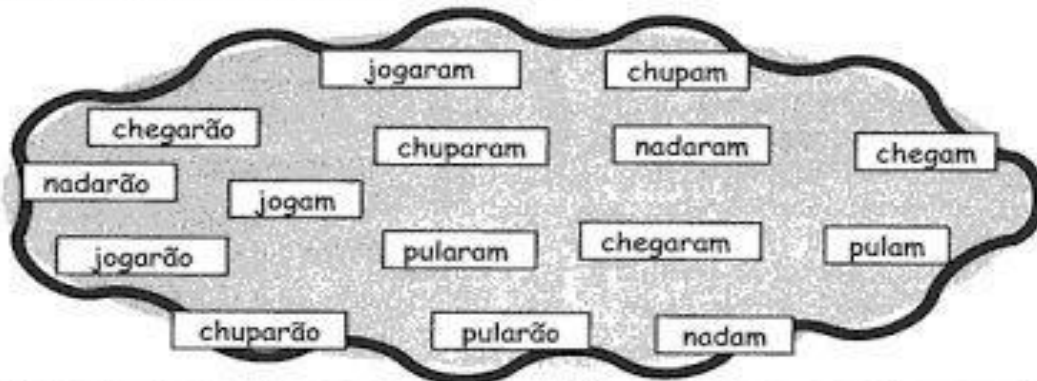 jogaram
chupam
chegarão
chuparam
nadaram
chegam
nadarão
jogam
jogarão
pularam
chegaram
pulam
chuparão
pularão
nadam